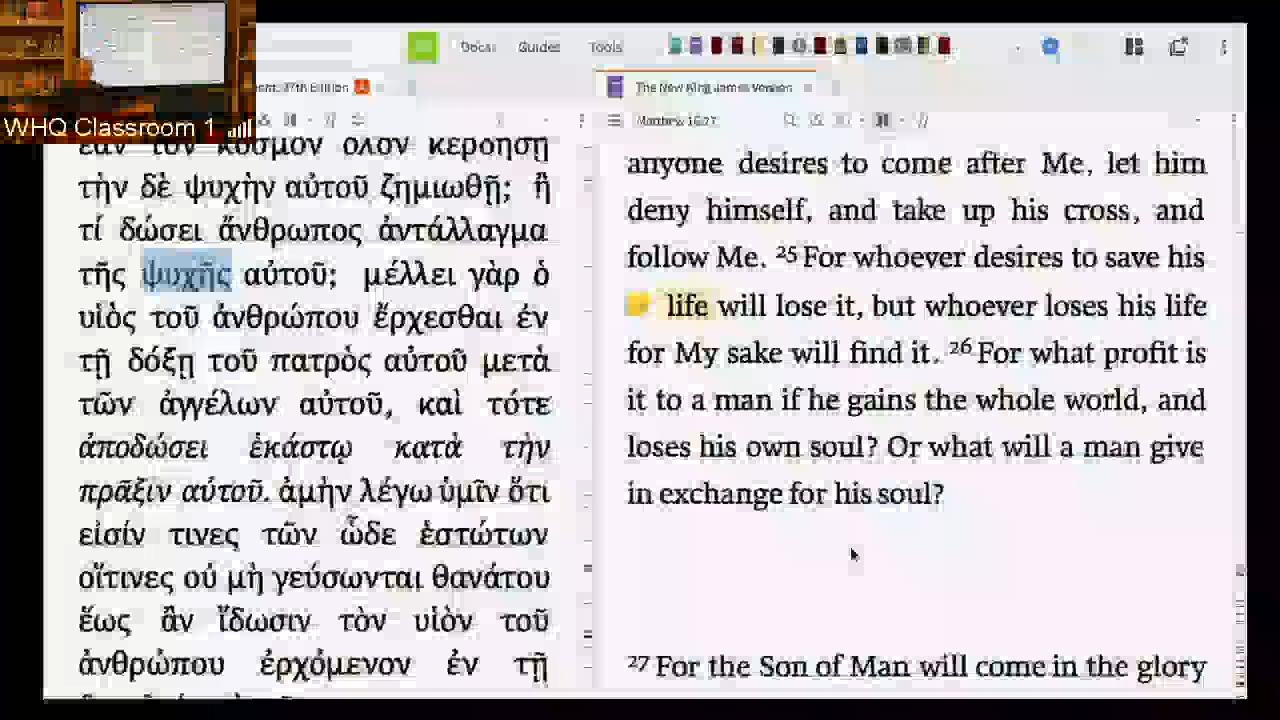 Docs Guides Tools
27th Edition
The New King James Version
Matthew 16:27
WHQ Classroom 1
ἐὰν τὸν κόσμον ὅλον κερδήσῃ
τὴν δὲ ψυχὴν αὐτοῦ ζημιωθῇ; ἢ
τί δώσει ἄνθρωπος ἀντάλλαγμα
τῆς ψυχῆς αὐτοῦ; μέλλει γὰρ ὁ
υἱὸς τοῦ ἀνθρώπου ἔρχεσθαι ἐν
τῇ δόξῃ τοῦ πατρὸς αὐτοῦ μετὰ
τῶν ἀγγέλων αὐτοῦ, καὶ τότε
ἀποδώσει ἑκάστῳ κατὰ τὴν
πρᾶξιν αὐτοῦ. ἀμὴν λέγω ὑμῖν ὅτι
εἰσίν τινες τῶν ὧδε ἑστώτων
οἵτινες οὐ μὴ γεύσωνται θανάτου
ἕως ἂν ἴδωσιν τὸν υἱὸν τοῦ
ἀνθρώπου ἐρχόμενον ἐν τῇ
anyone desires to come after Me, let him
deny himself, and take up his cross, and
follow Me. 25 For whoever desires to save his
life will lose it, but whoever loses his life
for My sake will find it. 26 For what profit is
it to a man if he gains the whole world, and
loses his own soul? Or what will a man give
in exchange for his soul?
27 For the Son of Man will come in the glory